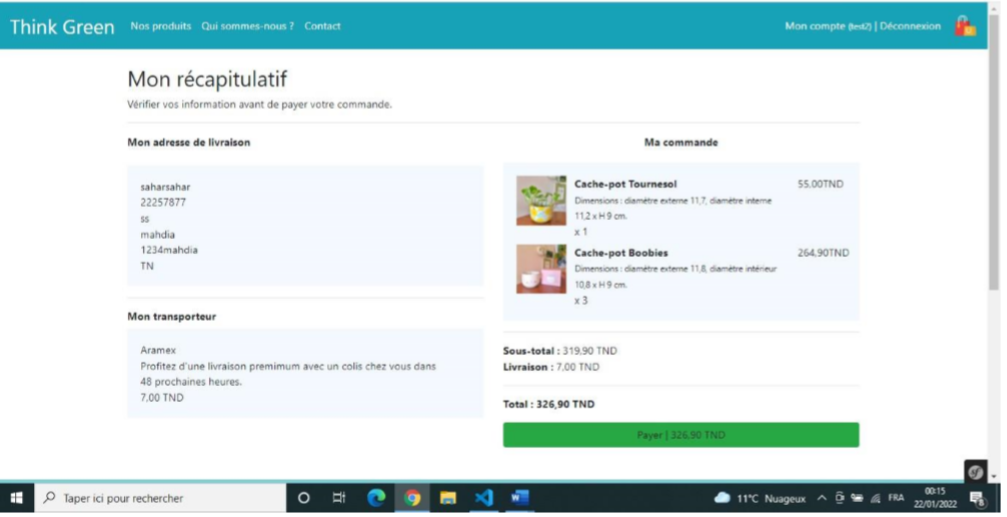 Think Green Nos produits Qui sommes-nous ? Contact
Mon compte (test2) | Déconnexion
Mon récapitulatif
Vérifier vos information avant de payer votre commande.
Mon adresse de livraison
saharsahar
22257877
ss
mahdia
1234mahdia
TN
Mon transporteur
Aramex
Profitez d'une livraison premimum avec un colis chez vous dans
48 prochaines heures.
7,00 TND
Ma commande
Cache-pot Tournesol 55.00TND
Dimensions : diamètre externe 11,7, diamètre interne
11,2 x H 9 cm.
x 1
Cache-pot Boobies 264,90TND
Dimensions : diamètre externe 11,8, diamètre intérieur
10,8 x H 9 cm.
x 3
Sous-total : 319,90 TND
Livraison : 7,00 TND
Total : 326,90 TND
Payer | 326,90 TND
Taper ici pour rechercher
11°C Nuageux
FRA
00:15
22/01/2022